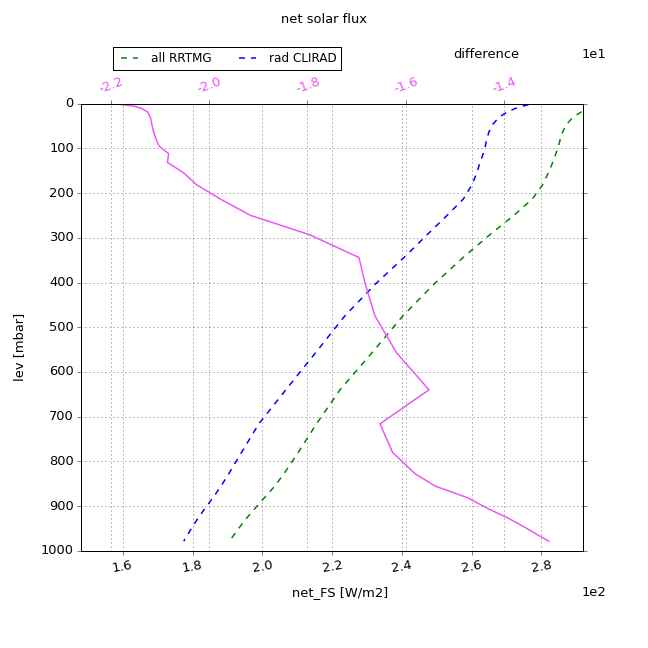 net solar flux
all RRTMG
rad CLIRAD
difference
1e1
-2.2
-2.0
-1.8
-1.6
-1.4
0
100
200
300
400
500
600
700
800
900
1000
lev [mbar]
1.6
1.8
2.0
2.2
2.4
2.6
2.8
net_FS [W/m2]
1e2